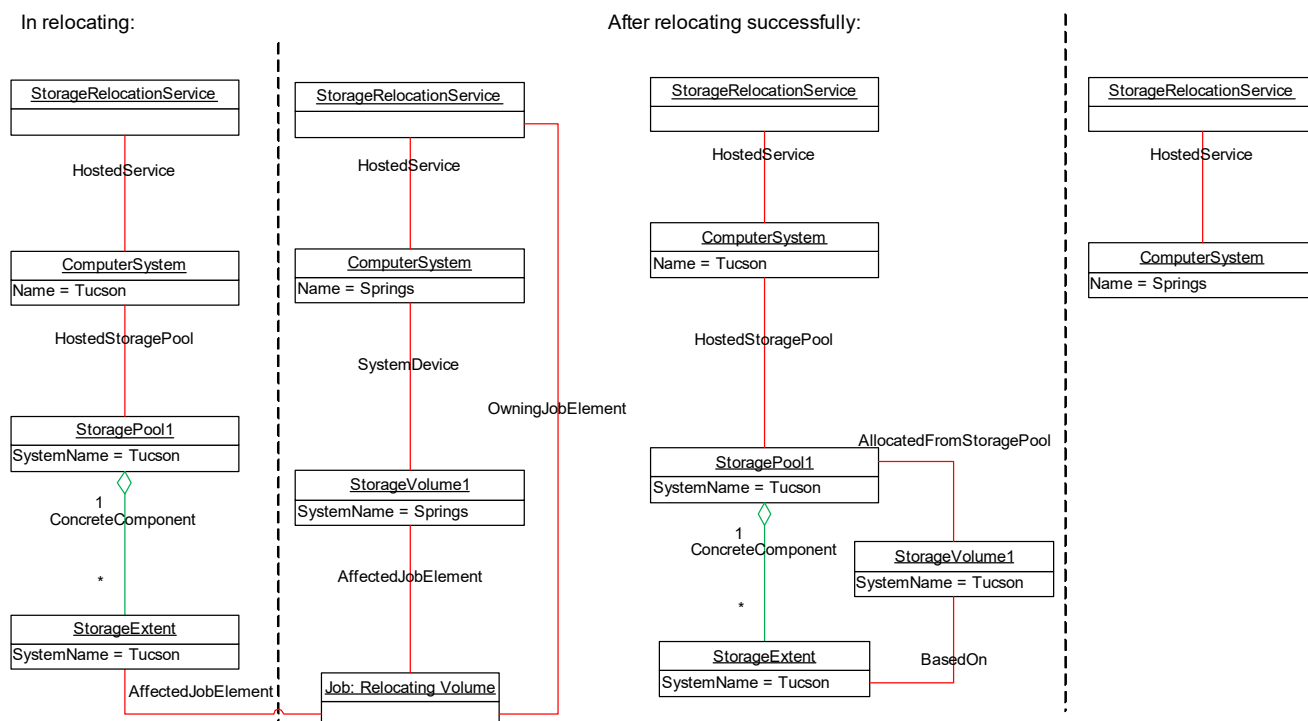 In relocating:
StorageRelocationService
HostedService
ComputerSystem
Name = Tucson
HostedStoragePool
StoragePool1
SystemName = Tucson
1
ConcreteComponent
*
StorageExtent
SystemName = Tucson
AffectedJobElement
StorageRelocationService
HostedService
ComputerSystem
Name = Springs
SystemDevice
OwningJobElement
StorageVolume1
SystemName = Springs
AffectedJobElement
Job: Relocating Volume
After relocating successfully:
StorageRelocationService
HostedService
ComputerSystem
Name = Tucson
HostedStoragePool
AllocatedFromStoragePool
StoragePool1
SystemName = Tucson
1
ConcreteComponent
*
StorageVolume1
SystemName = Tucson
StorageExtent
SystemName = Tucson
BasedOn
StorageRelocationService
HostedService
ComputerSystem
Name = Springs